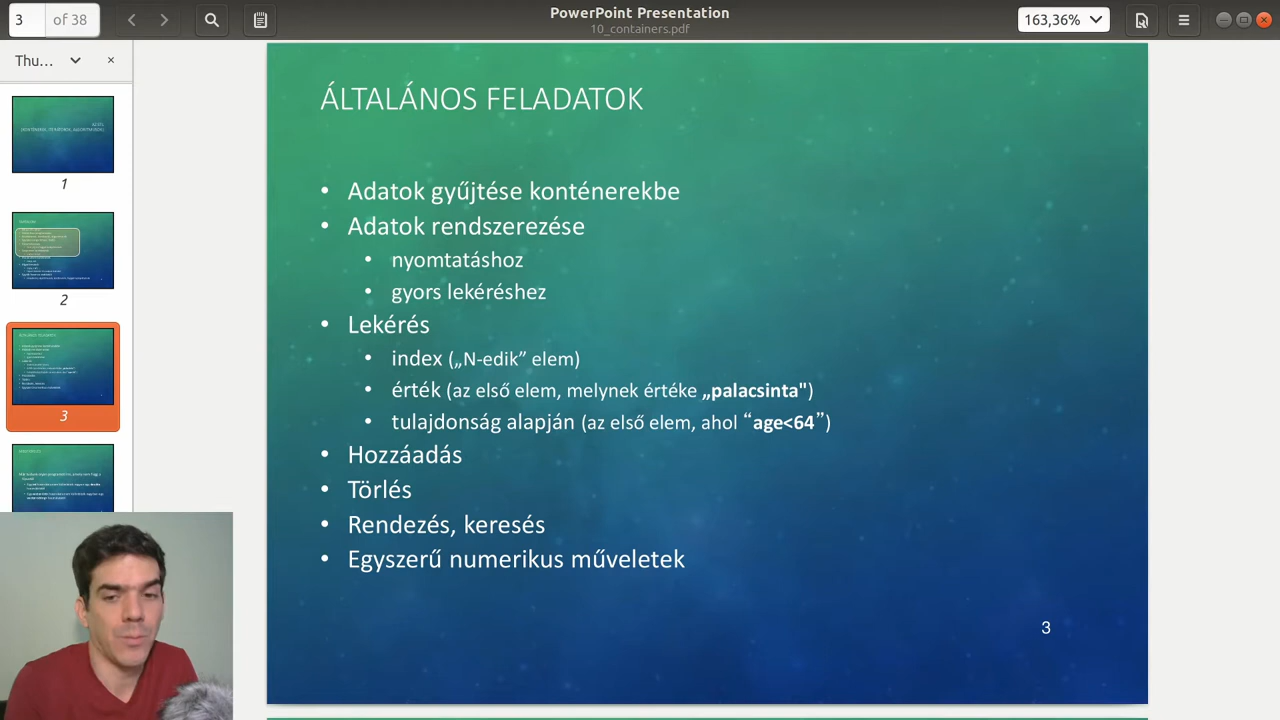 3
of 38
PowerPoint Presentation
10_containers.pdf
163,36%
Thu...
1
2
3
ÁLTALÁNOS FELADATOK
• Adatok gyűjtése konténerekbe
• Adatok rendszerezése
• nyomtatáshoz
• gyors lekéréshez
• Lekérés
• index („N-edik” elem)
• érték (az első elem, melynek értéke „palacsinta")
• tulajdonság alapján (az első elem, ahol “age<64”)
• Hozzáadás
• Törlés
• Rendezés, keresés
• Egyszerű numerikus műveletek
3